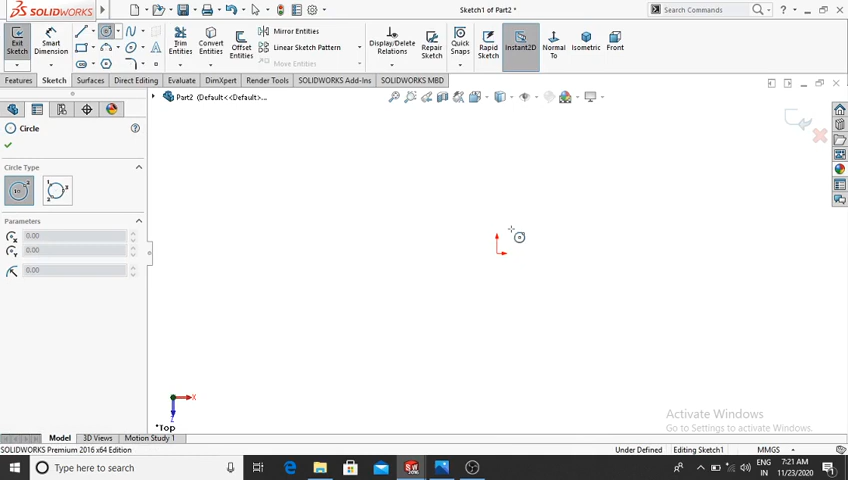 SOLIDWORKS
Sketch1 of Part2 *
Search Commands
Exit Sketch
Smart Dimension
Trim Entities
Convert Entities
Offset Entities
Mirror Entities
Linear Sketch Pattern
Move Entities
Display/Delete Relations
Repair Sketch
Quick Snaps
Rapid Sketch
Instant2D
Normal To
Isometric
Front
Features
Sketch
Surfaces
Direct Editing
Evaluate
DimXpert
Render Tools
SOLIDWORKS Add-Ins
SOLIDWORKS MBD
Part2 (Default<<Default>...
Circle
Circle Type
Parameters
0.00
0.00
0.00
X
Z
*Top
Activate Windows
Go to Settings to activate Windows.
Model
3D Views
Motion Study 1
SOLIDWORKS Premium 2016 x64 Edition
Under Defined
Editing Sketch1
MMGS
Type here to search
ENG
IN
7:21 AM
11/23/2020